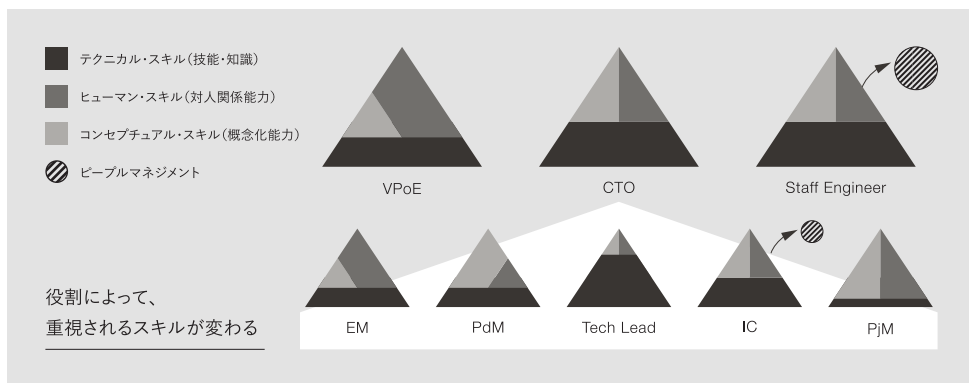 テクニカル・スキル（技能・知識）
ヒューマン・スキル（対人関係能力）
コンセプチュアル・スキル（概念化能力）
ピープルマネジメント
VPoE
CTO
Staff Engineer
役割によって、
重視されるスキルが変わる
EM
PdM
Tech Lead
IC
PjM